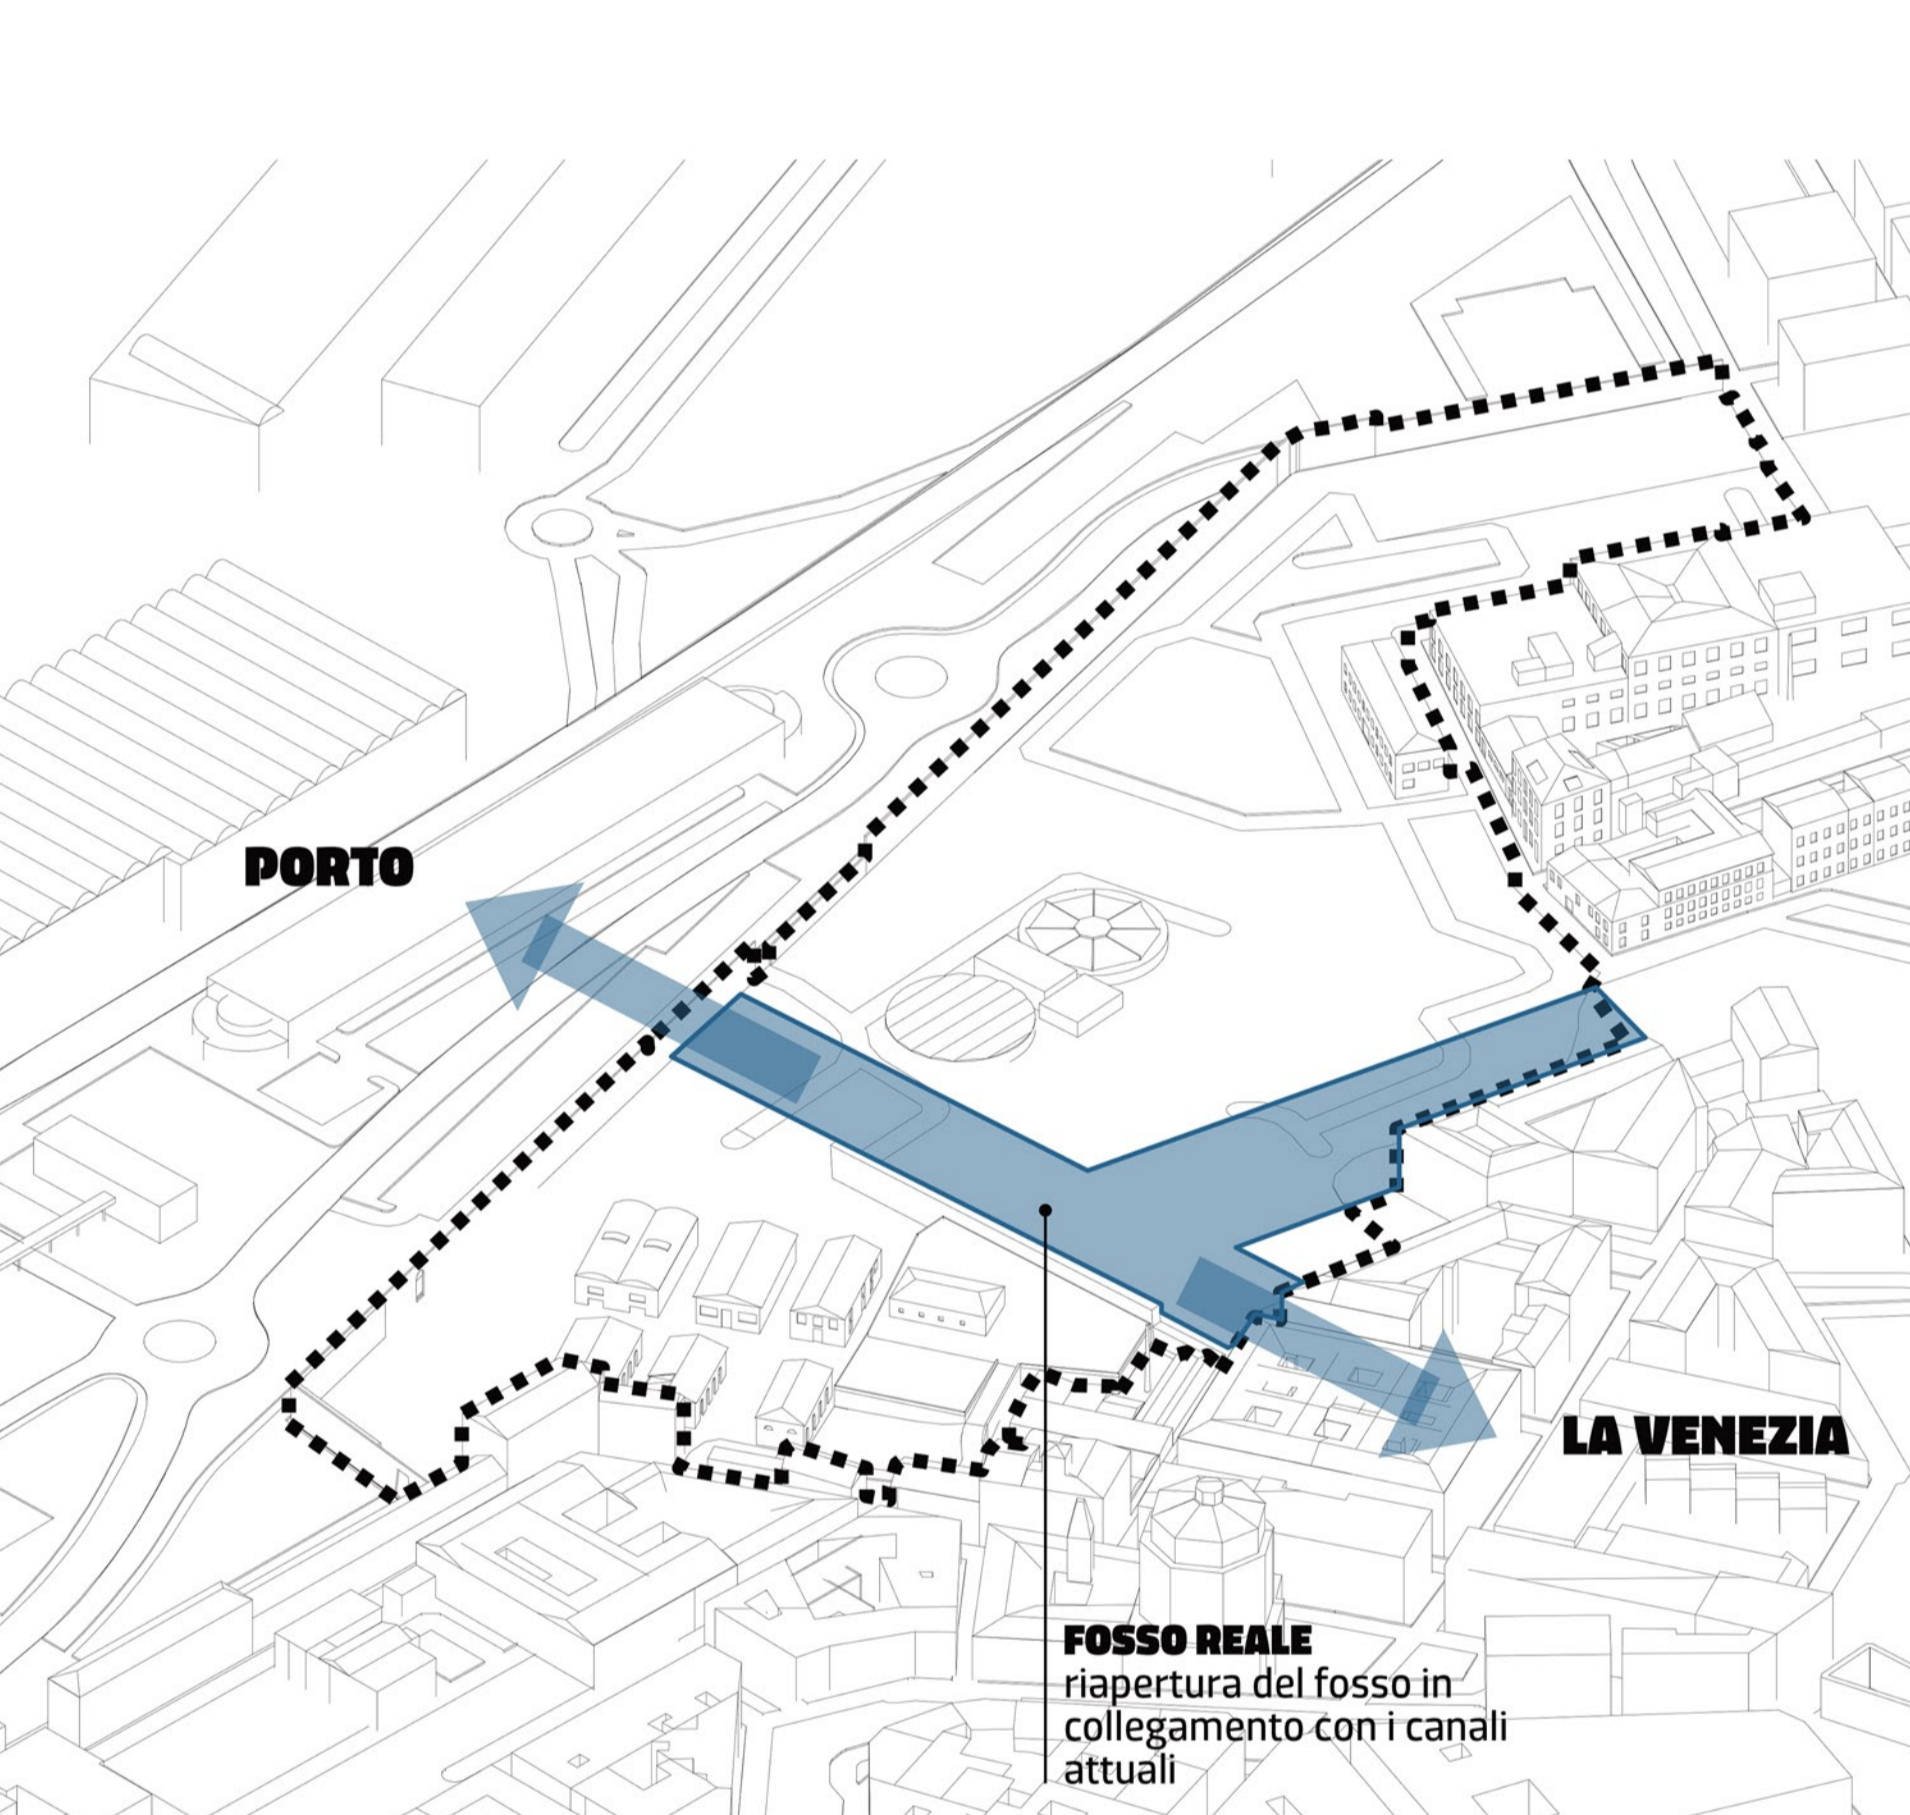 PORTO
LA VENEZIA
FOSSO REALE
riapertura del fosso in
collegamento con i canali
attuali